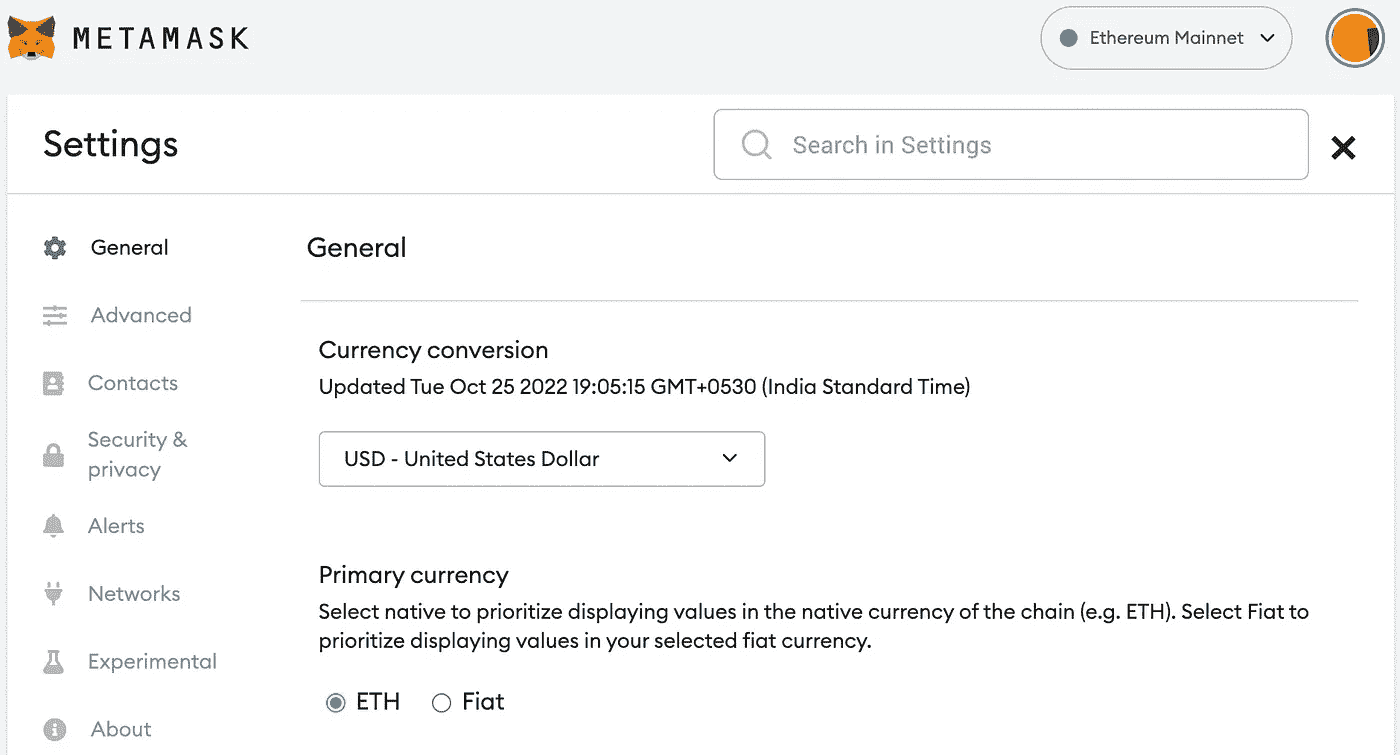 METAMASK
Ethereum Mainnet
Settings
Search in Settings
General
Advanced
Contacts
Security &
privacy
Alerts
Networks
Experimental
About
General
Currency conversion
Updated Tue Oct 25 2022 19:05:15 GMT+0530 (India Standard Time)
USD - United States Dollar
Primary currency
Select native to prioritize displaying values in the native currency of the chain (e.g. ETH). Select Fiat to
prioritize displaying values in your selected fiat currency.
ETH Fiat